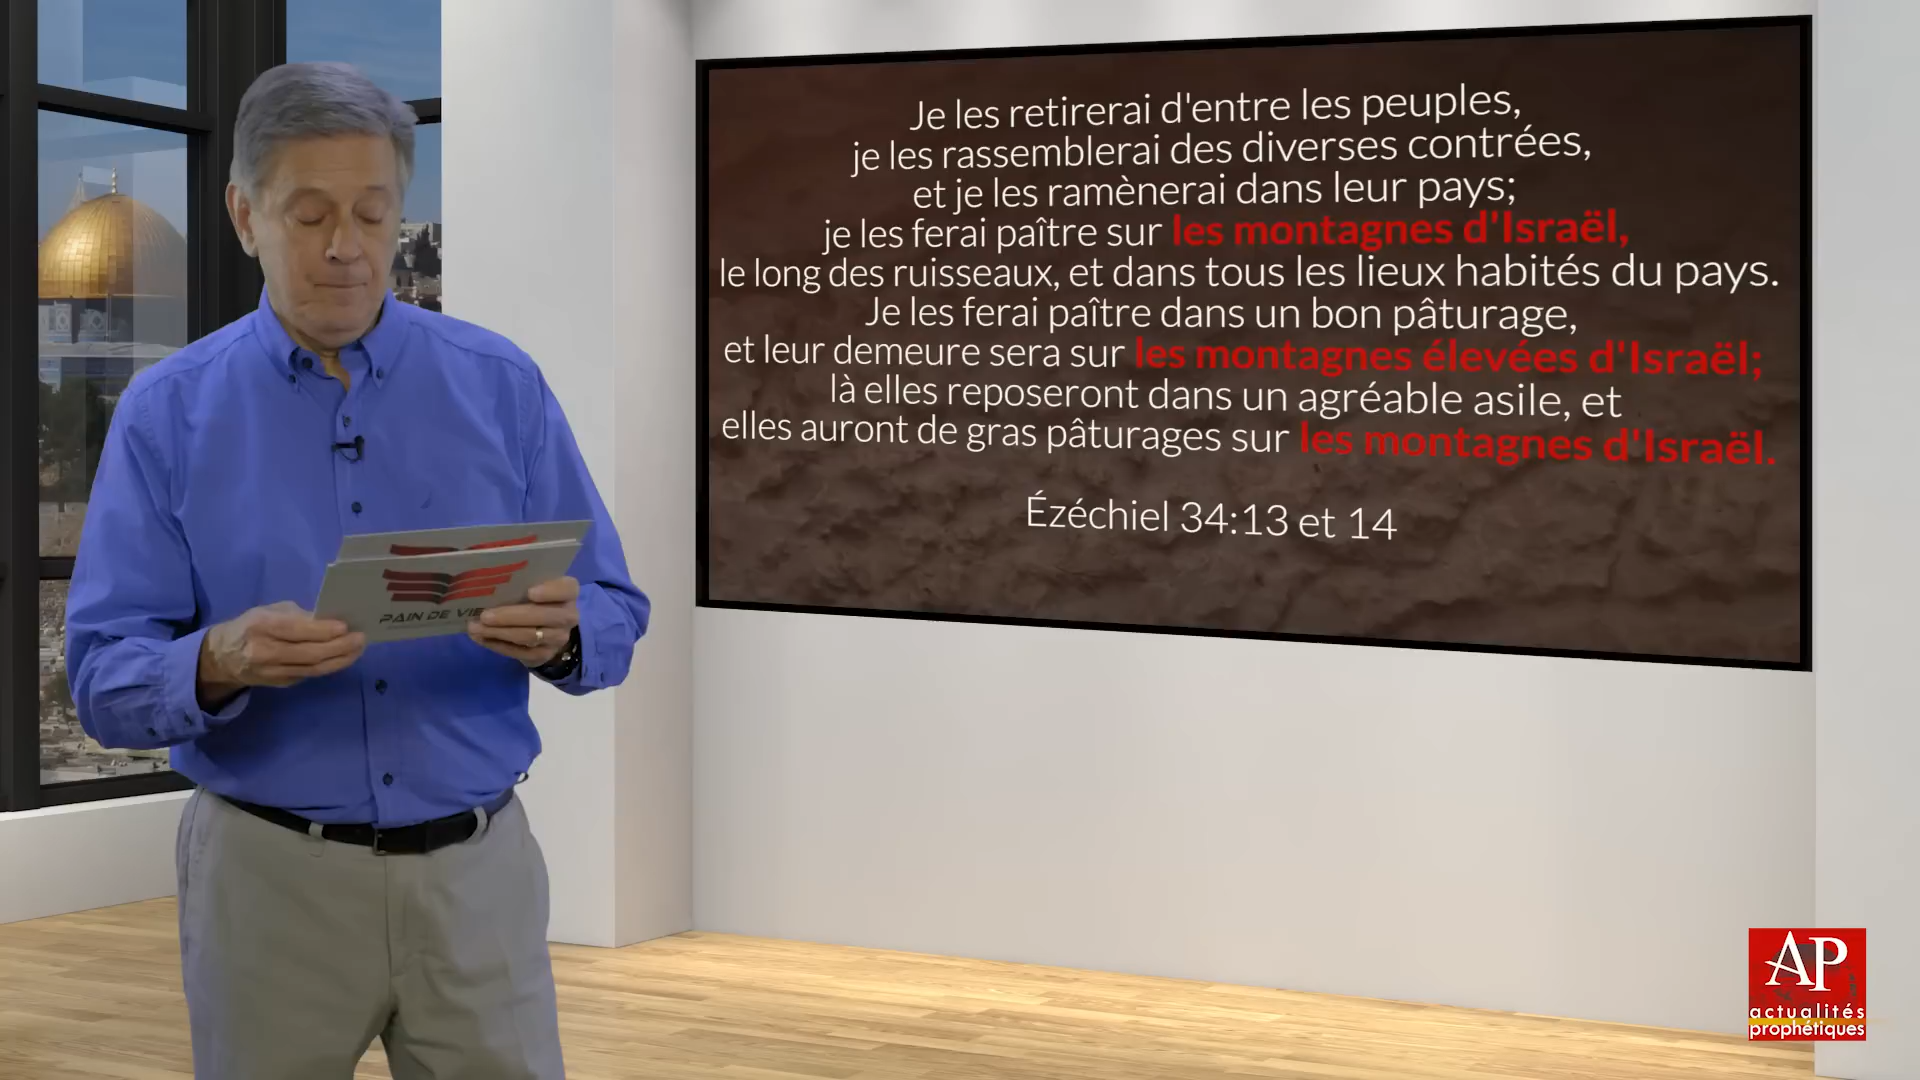 Je les retirerai d'entre les peuples,
je les rassemblerai des diverses contrées,
et je les ramènerai dans leur pays;
je les ferai paître sur les montagnes d'Israël,
le long des ruisseaux, et dans tous les lieux habités du pays.
Je les ferai paître dans un bon pâturage,
et leur demeure sera sur les montagnes élevées d'Israël;
là elles reposeront dans un agréable asile, et
elles auront de gras pâturages sur les montagnes d'Israël.
Ézéchiel 34:13 et 14
PAIN DE VIE
AP
actualités
prophétiques